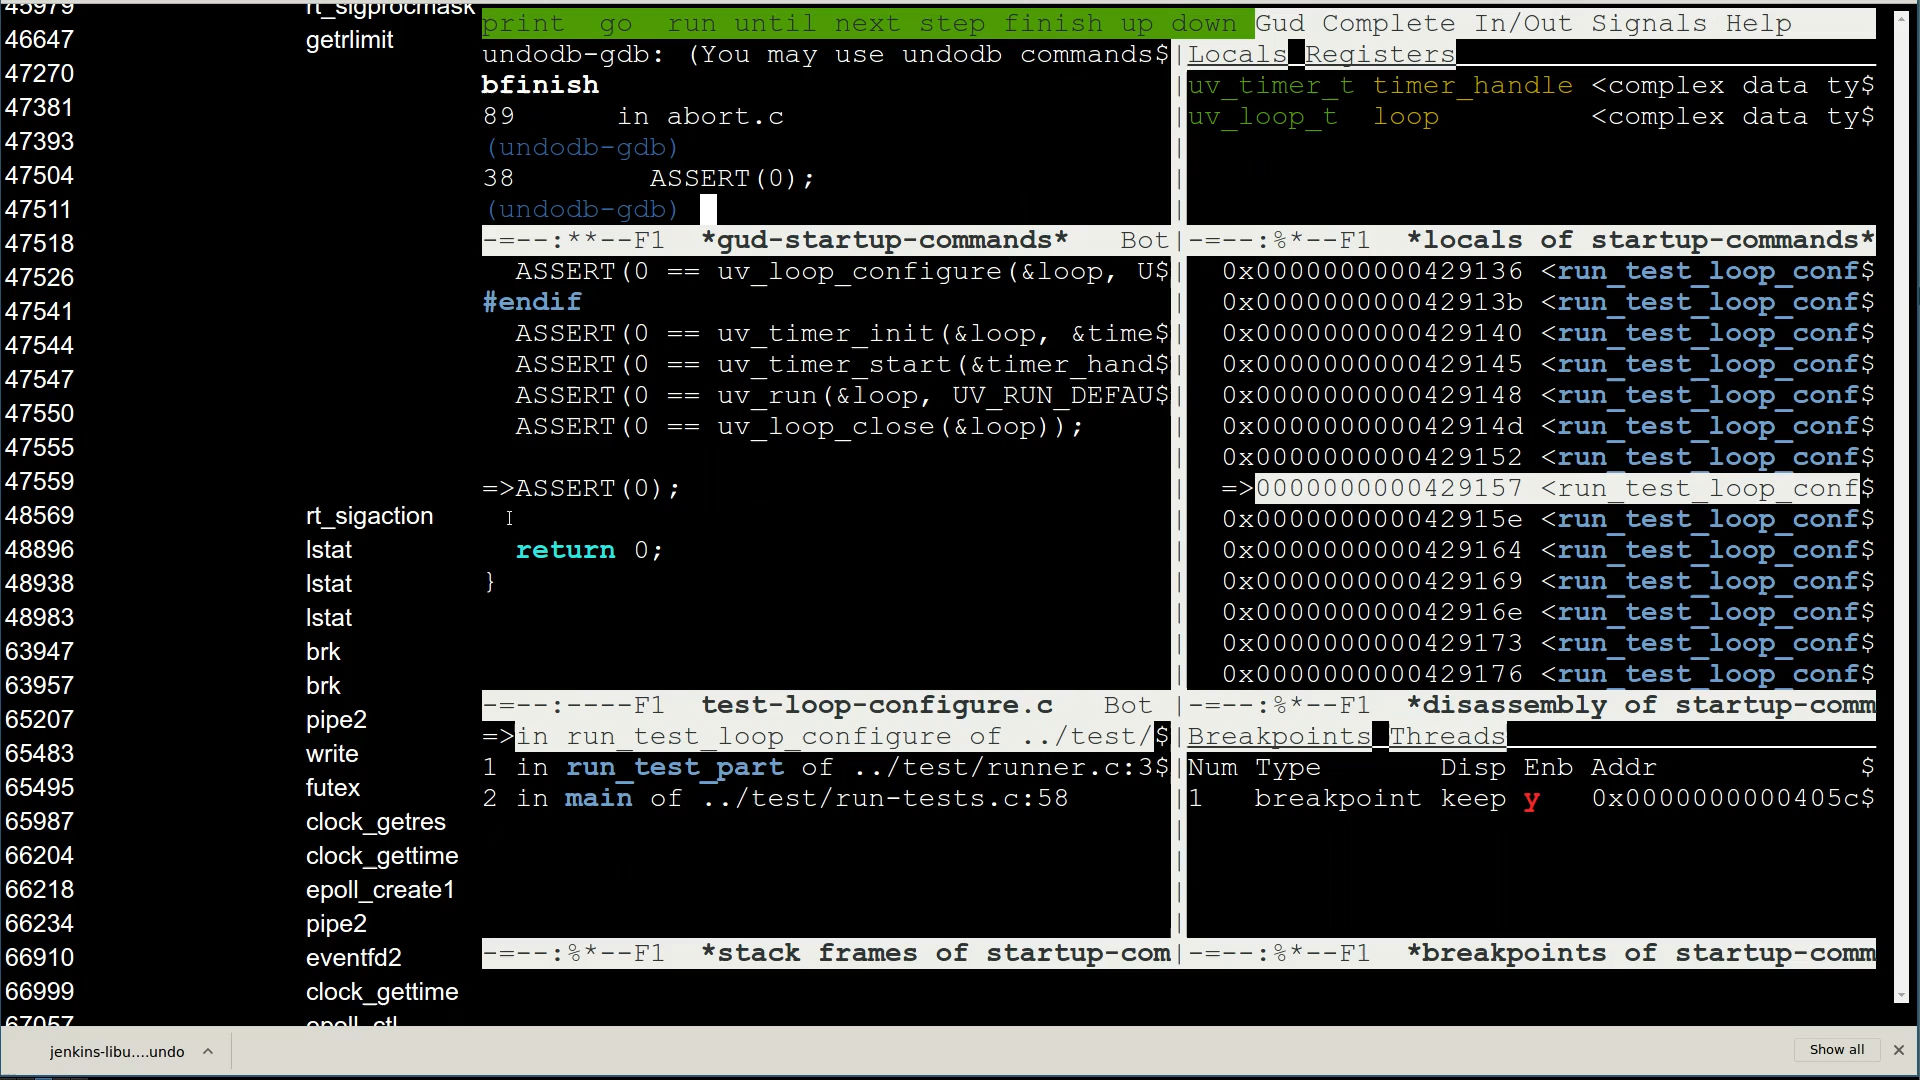 45979 rt_sigprocmask
46647 getrlimit
47270
47381
47393
47504
47511
47518
47526
47541
47544
47547
47550
47555
47559
48569 rt_sigaction
48896 lstat
48938 lstat
48983 lstat
63947 brk
63957 brk
65207 pipe2
65483 write
65495 futex
65987 clock_getres
66204 clock_gettime
66218 epoll_create1
66234 pipe2
66910 eventfd2
66999 clock_gettime
67057 epoll_ctl
print go run until next step finish up down Gud Complete In/Out Signals Help
undodb-gdb: (You may use undodb commands$
bfinish
89 in abort.c
(undodb-gdb)
38 ASSERT(0);
(undodb-gdb)
-=--:**--F1 *gud-startup-commands* Bot
Locals Registers
uv_timer_t timer_handle <complex data ty$
uv_loop_t loop <complex data ty$
-=--:%*--F1 *locals of startup-commands*
ASSERT(0 == uv_loop_configure(&loop, U$
#endif
ASSERT(0 == uv_timer_init(&loop, &time$
ASSERT(0 == uv_timer_start(&timer_hand$
ASSERT(0 == uv_run(&loop, UV_RUN_DEFAU$
ASSERT(0 == uv_loop_close(&loop));
=>ASSERT(0);
return 0;
}
-=--:----F1 test-loop-configure.c Bot
0x0000000000429136 <run_test_loop_conf$
0x000000000042913b <run_test_loop_conf$
0x0000000000429140 <run_test_loop_conf$
0x0000000000429145 <run_test_loop_conf$
0x0000000000429148 <run_test_loop_conf$
0x000000000042914d <run_test_loop_conf$
0x0000000000429152 <run_test_loop_conf$
=>0000000000429157 <run_test_loop_conf$
0x000000000042915e <run_test_loop_conf$
0x0000000000429164 <run_test_loop_conf$
0x0000000000429169 <run_test_loop_conf$
0x000000000042916e <run_test_loop_conf$
0x0000000000429173 <run_test_loop_conf$
0x0000000000429176 <run_test_loop_conf$
-=--:%*--F1 *disassembly of startup-comm
=>in run_test_loop_configure of ../test/$
1 in run_test_part of ../test/runner.c:3$
2 in main of ../test/run-tests.c:58
-=--:%*--F1 *stack frames of startup-com
Breakpoints Threads
Num Type Disp Enb Addr $
1 breakpoint keep y 0x0000000000405c$
-=--:%*--F1 *breakpoints of startup-comm
jenkins-libu....undo
Show all